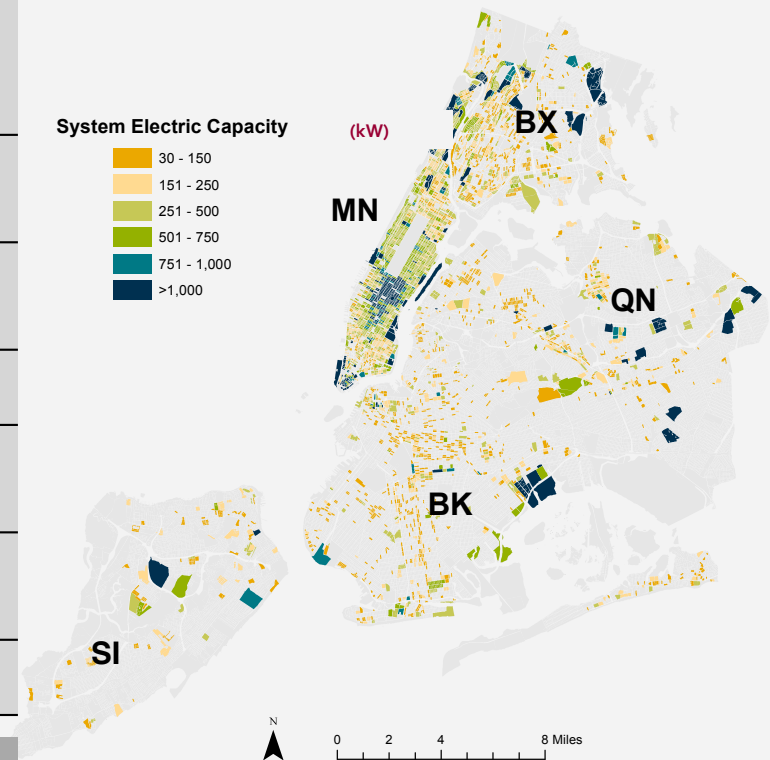 System Electric Capacity (kW)
30 - 150
151 - 250
251 - 500
501 - 750
751 - 1,000
>1,000
BX
MN
QN
BK
SI
N
0 2 4 8 Miles